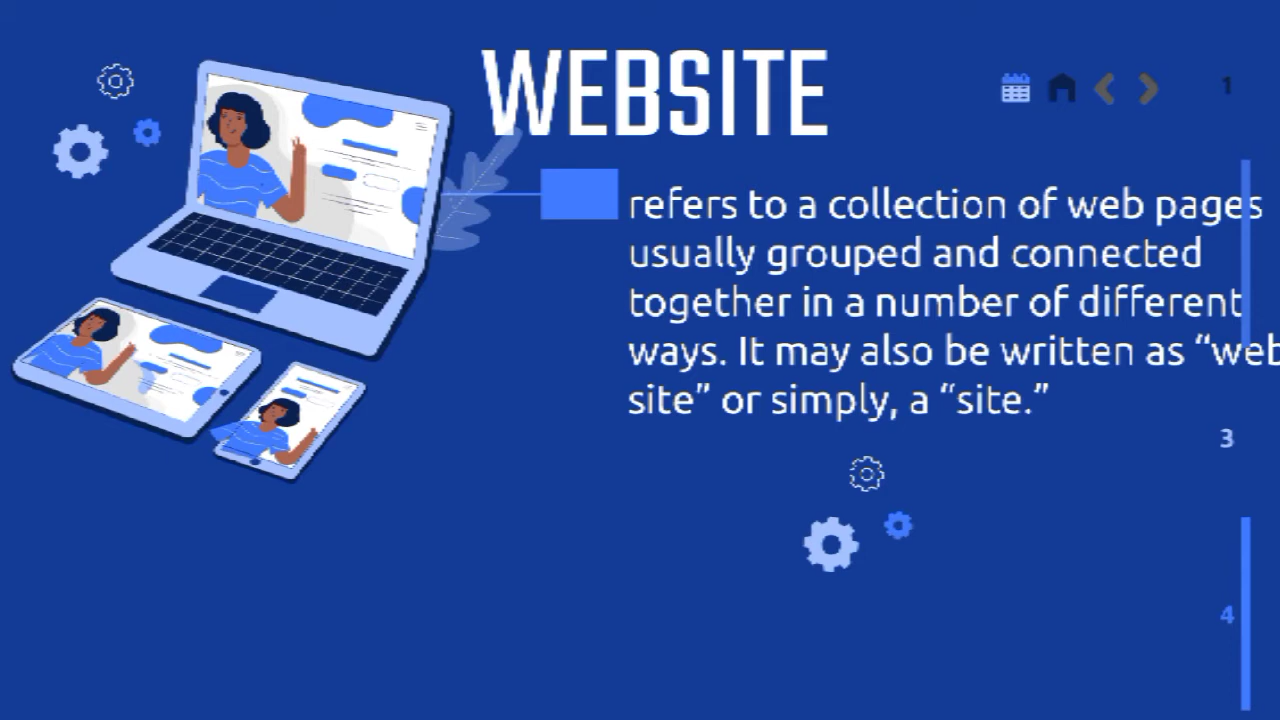 WEBSITE
1
refers to a collection of web pages
usually grouped and connected
together in a number of different
ways. It may also be written as “web
site” or simply, a “site.”
3
4